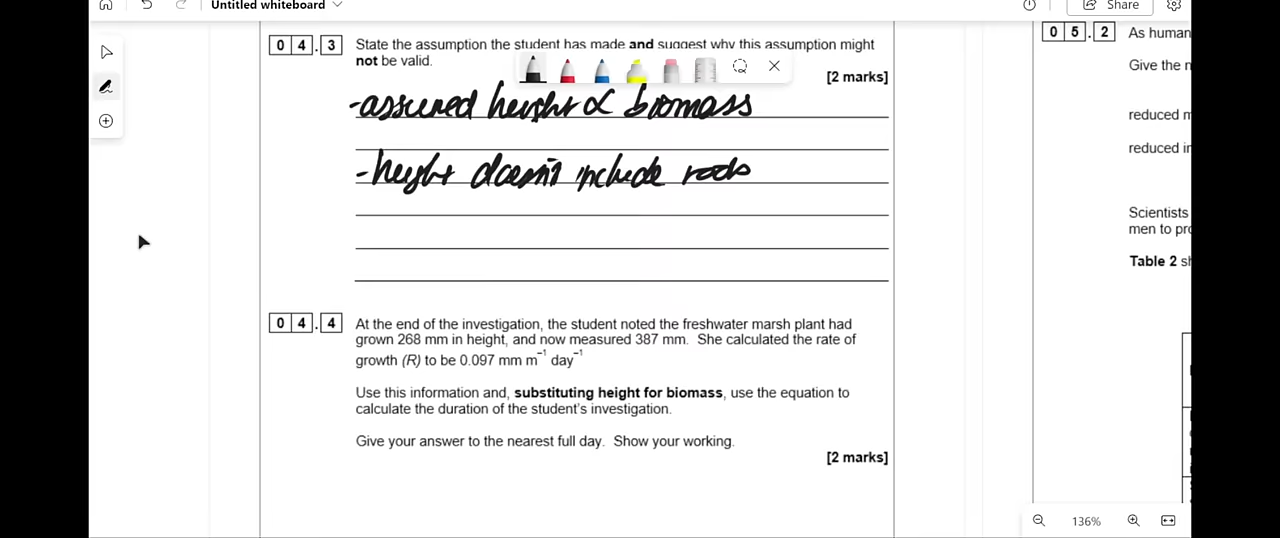 Untitled whiteboard
Share
0 4 . 3 State the assumption the student has made and suggest why this assumption might
not be valid.
[2 marks]
-assumed height ∝ biomass
-height doesn't include roots
0 4 . 4 At the end of the investigation, the student noted the freshwater marsh plant had
grown 268 mm in height, and now measured 387 mm. She calculated the rate of
growth (R) to be 0.097 mm m⁻¹ day⁻¹
Use this information and, substituting height for biomass, use the equation to
calculate the duration of the student's investigation.
Give your answer to the nearest full day. Show your working.
[2 marks]
0 5 . 2 As human
Give the
reduced
reduced
Scientists
men to
Table 2
136%